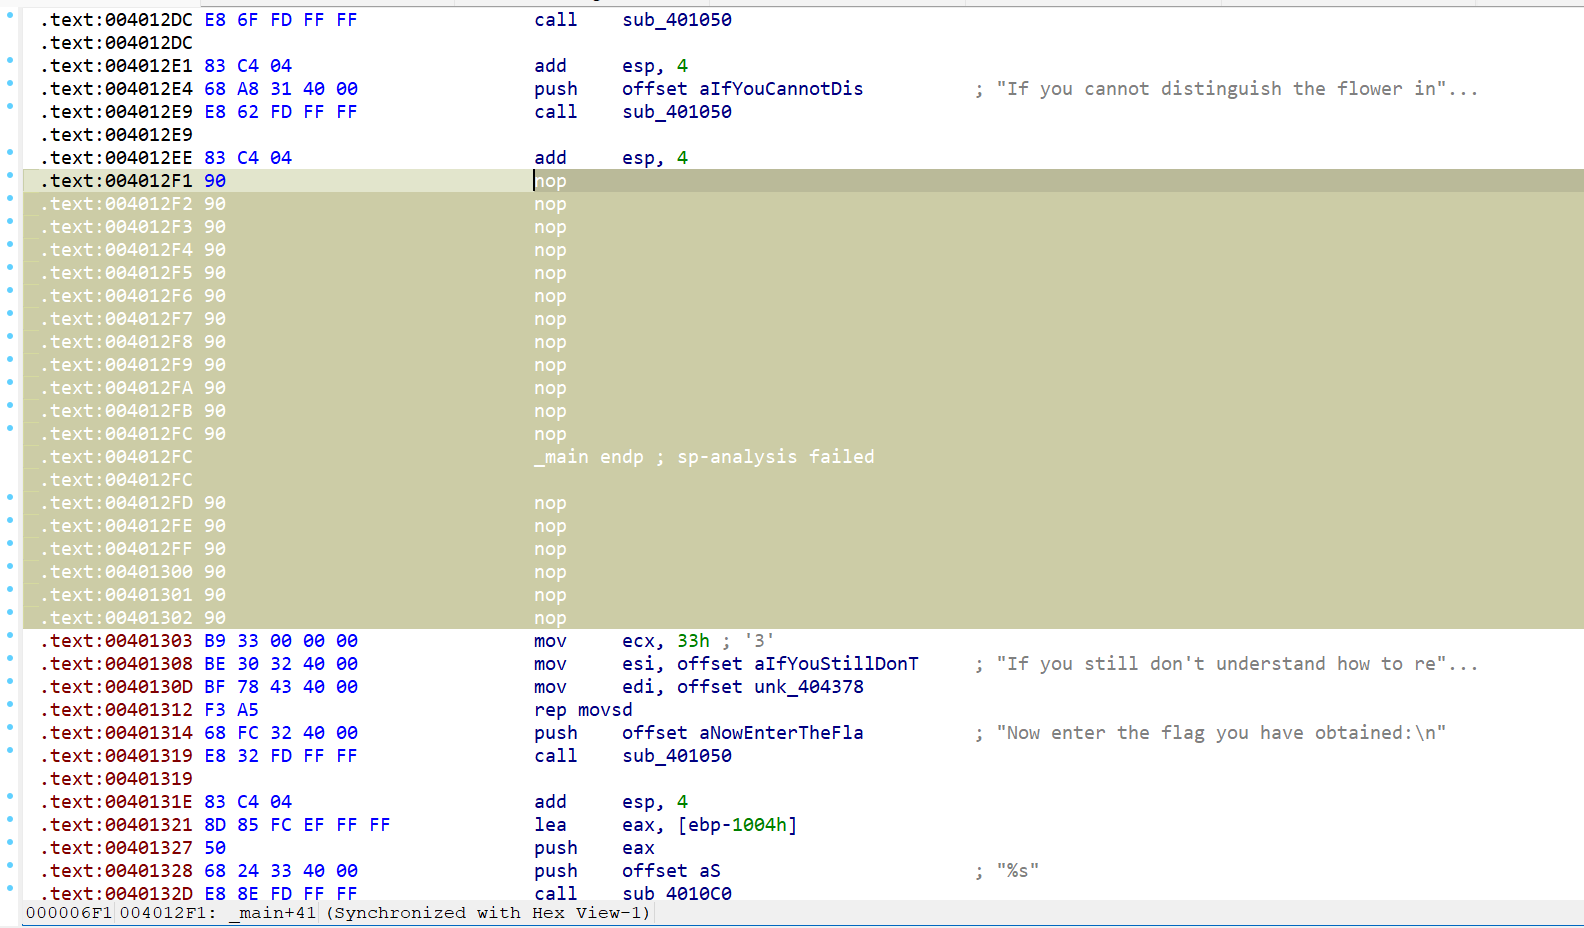 .text:004012DC E8 6F FD FF FF call sub_401050
.text:004012DC
.text:004012E1 83 C4 04 add esp, 4
.text:004012E4 68 A8 31 40 00 push offset aIfYouCannotDis ; "If you cannot distinguish the flower in"...
.text:004012E9 E8 62 FD FF FF call sub_401050
.text:004012E9
.text:004012EE 83 C4 04 add esp, 4
.text:004012F1 90 nop
.text:004012F2 90 nop
.text:004012F3 90 nop
.text:004012F4 90 nop
.text:004012F5 90 nop
.text:004012F6 90 nop
.text:004012F7 90 nop
.text:004012F8 90 nop
.text:004012F9 90 nop
.text:004012FA 90 nop
.text:004012FB 90 nop
.text:004012FC 90 nop
.text:004012FC _main endp ; sp-analysis failed
.text:004012FC
.text:004012FD 90 nop
.text:004012FE 90 nop
.text:004012FF 90 nop
.text:00401300 90 nop
.text:00401301 90 nop
.text:00401302 90 nop
.text:00401303 B9 33 00 00 00 mov ecx, 33h ; '3'
.text:00401308 BE 30 32 40 00 mov esi, offset aIfYouStillDonT ; "If you still don't understand how to re"...
.text:0040130D BF 78 43 40 00 mov edi, offset unk_404378
.text:00401312 F3 A5 rep movsd
.text:00401314 68 FC 32 40 00 push offset aNowEnterTheFla ; "Now enter the flag you have obtained:\n"
.text:00401319 E8 32 FD FF FF call sub_401050
.text:00401319
.text:0040131E 83 C4 04 add esp, 4
.text:00401321 8D 85 FC EF FF FF lea eax, [ebp-1004h]
.text:00401327 50 push eax
.text:00401328 68 24 33 40 00 push offset aS ; "%s"
.text:0040132D E8 8E FD FF FF call sub_4010C0
000006F1 004012F1: _main+41 (Synchronized with Hex View-1)